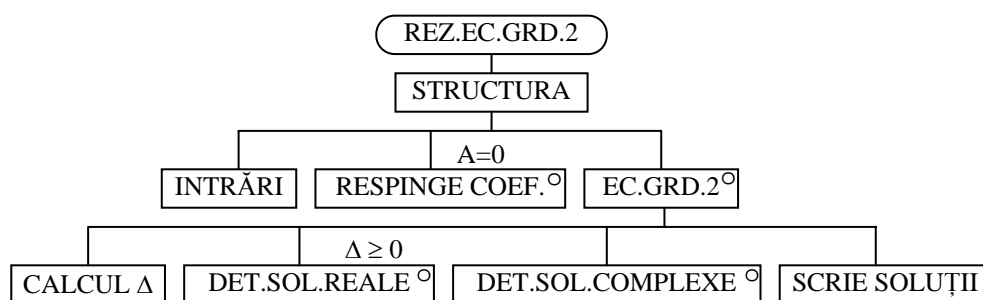 REZ.EC.GRD.2
STRUCTURA
A=0
INTRĂRI RESPINGE COEF. EC.GRD.2
Δ ≥ 0
CALCUL Δ DET.SOL.REALE DET.SOL.COMPLEXE SCRIE SOLUŢII